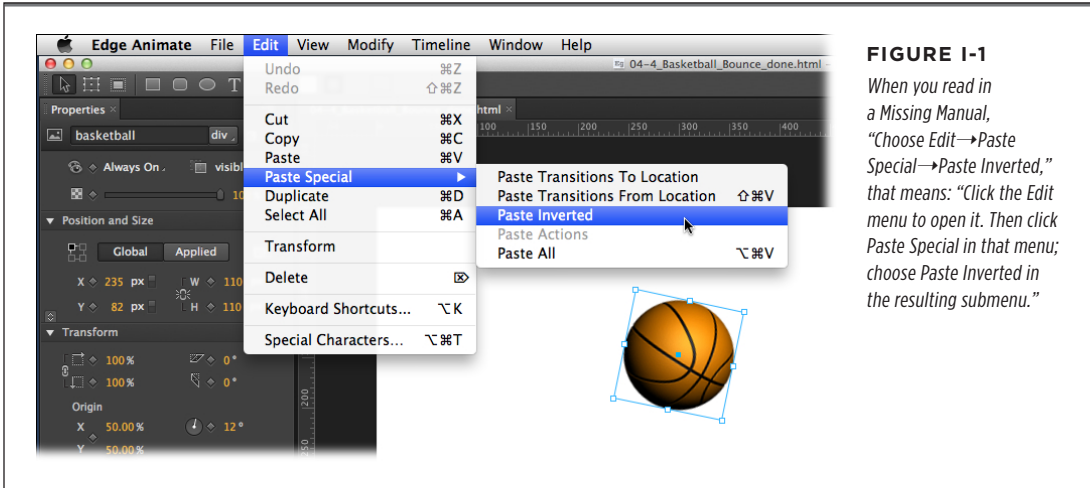 Edge Animate File Edit View Modify Timeline Window Help
04-4_Basketball_Bounce_done.html
Undo ⌘Z
Redo ⇧⌘Z
T
Properties ×
html ×
Cut ⌘X
Copy ⌘C
Paste ⌘V
Paste Special ▶
Duplicate ⌘D
Select All ⌘A
Transform
Delete ⌦
Keyboard Shortcuts... ⌥K
Special Characters... ⌥⌘T
Paste Transitions To Location
Paste Transitions From Location ⇧⌘V
Paste Inverted
Paste Actions
Paste All ⌥⌘V
100 150 200 250 300 350 400
basketball div
Always On
Position and Size
Global Applied
X 235 px W 110
Y 82 px H 110
Transform
100% 0°
100% 0°
Origin
X 50.00% 12°
Y 50.00%
200
FIGURE I-1
When you read in
a Missing Manual,
“Choose Edit→Paste
Special→Paste Inverted,”
that means: “Click the Edit
menu to open it. Then click
Paste Special in that menu;
choose Paste Inverted in
the resulting submenu.”